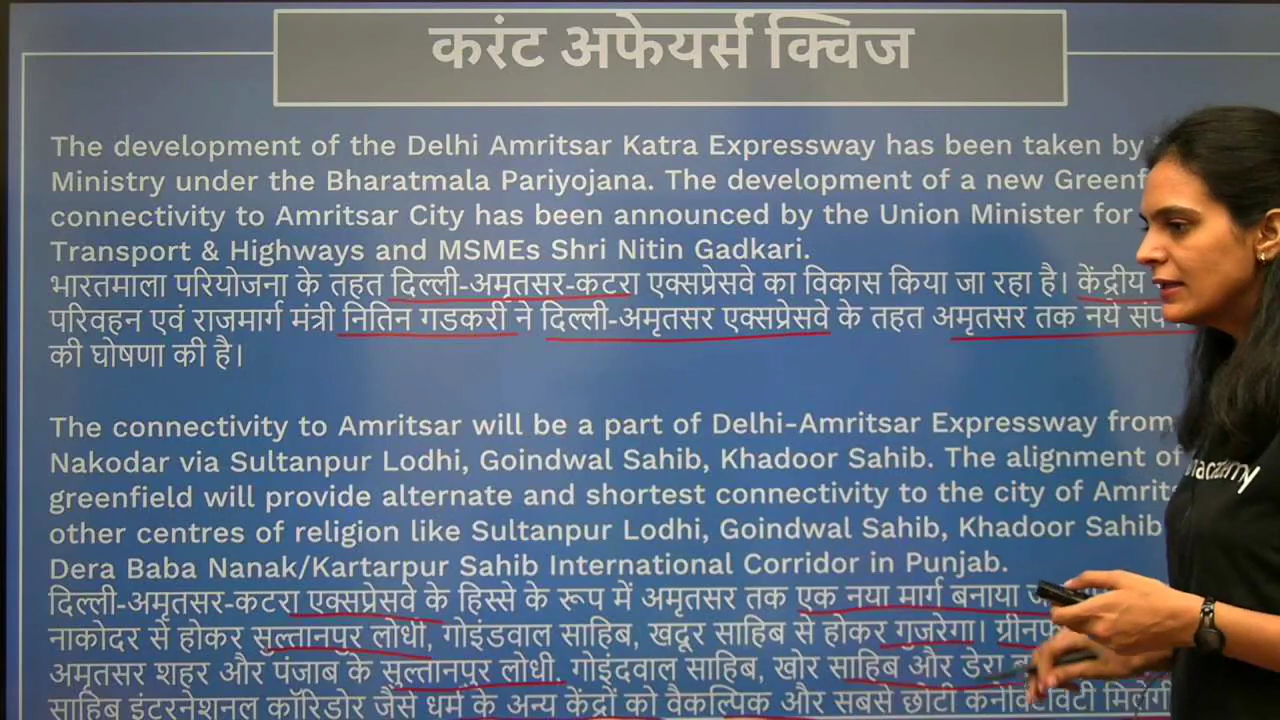 करंट अफेयर्स क्विज
The development of the Delhi Amritsar Katra Expressway has been taken by
Ministry under the Bharatmala Pariyojana. The development of a new Greenf
connectivity to Amritsar City has been announced by the Union Minister for
Transport & Highways and MSMEs Shri Nitin Gadkari.
भारतमाला परियोजना के तहत दिल्ली-अमृतसर-कटरा एक्सप्रेसवे का विकास किया जा रहा है। केंद्रीय
परिवहन एवं राजमार्ग मंत्री नितिन गडकरी ने दिल्ली-अमृतसर एक्सप्रेसवे के तहत अमृतसर तक नये
की घोषणा की है।
The connectivity to Amritsar will be a part of Delhi-Amritsar Expressway from
Nakodar via Sultanpur Lodhi, Goindwal Sahib, Khadoor Sahib. The alignment of
greenfield will provide alternate and shortest connectivity to the city of Amrits
other centres of religion like Sultanpur Lodhi, Goindwal Sahib, Khadoor Sahib
Dera Baba Nanak/Kartarpur Sahib International Corridor in Punjab.
दिल्ली-अमृतसर-कटरा एक्सप्रेसवे के हिस्से के रूप में अमृतसर तक एक नया मार्ग बनाया
नाकोदर से होकर सुल्तानपुर लोधी, गोइंडवाल साहिब, खदूर साहिब से होकर गुजरेगा।
अमृतसर शहर और पंजाब के सुल्तानपुर लोधी, गोइंदवाल साहिब, खोर साहिब और डेरा
साहिब इंटरनेशनल कॉरिडोर जैसे धर्म के अन्य केंद्रों को वैकल्पिक और सबसे छोटी कनेक्टिविटी मिलेगी